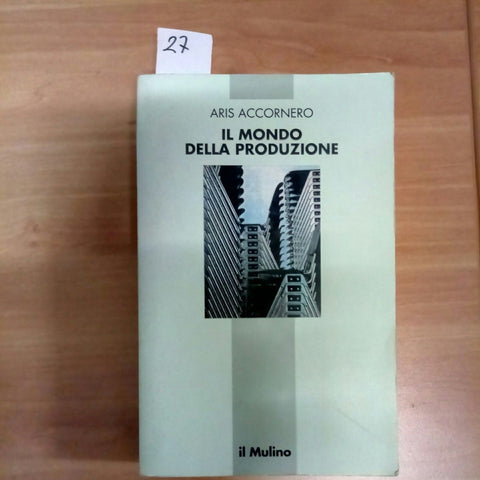 27
ARIS ACCORNERO
IL MONDO
DELLA PRODUZIONE
il Mulino